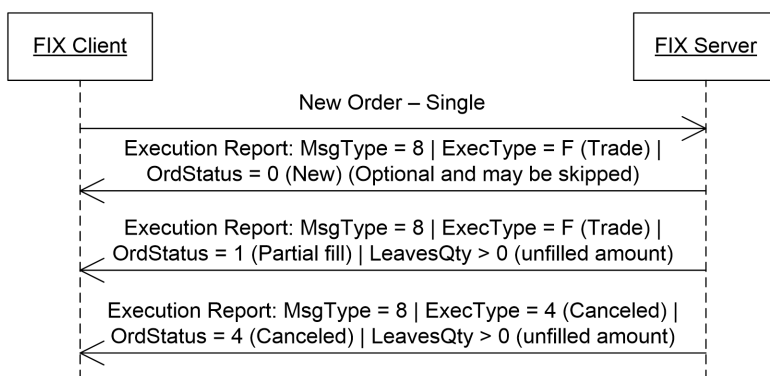 FIX Client
FIX Server
New Order – Single
Execution Report: MsgType = 8 | ExecType = F (Trade) |
OrdStatus = 0 (New) (Optional and may be skipped)
Execution Report: MsgType = 8 | ExecType = F (Trade) |
OrdStatus = 1 (Partial fill) | LeavesQty > 0 (unfilled amount)
Execution Report: MsgType = 8 | ExecType = 4 (Canceled) |
OrdStatus = 4 (Canceled) | LeavesQty > 0 (unfilled amount)